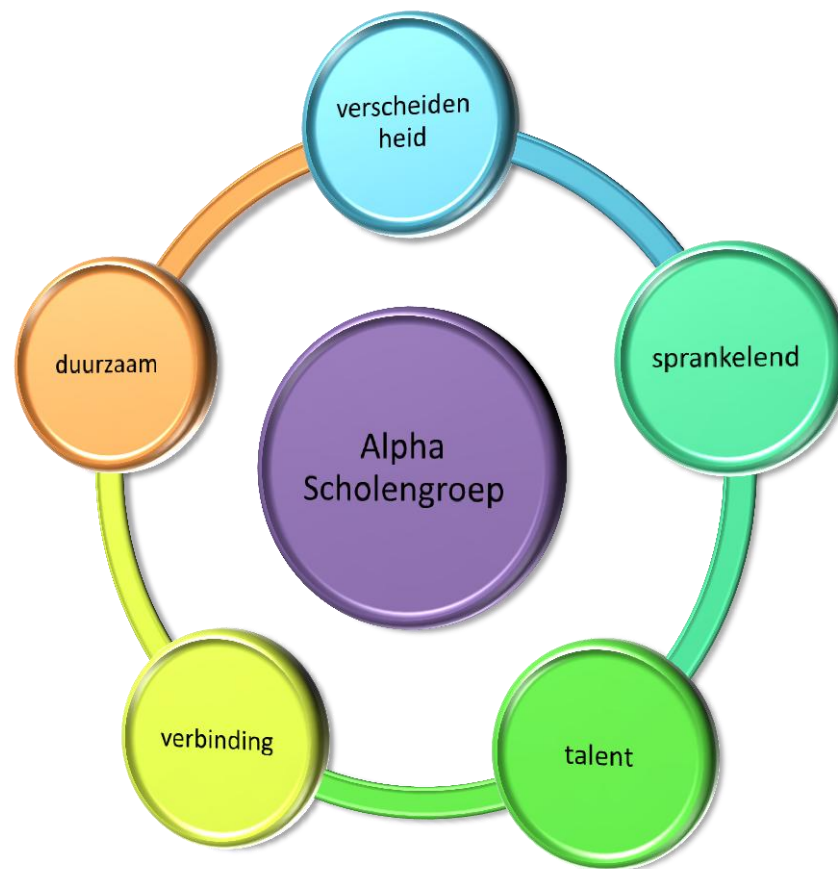 verscheiden
heid
sprankelend
talent
verbinding
duurzaam
Alpha
Scholengroep